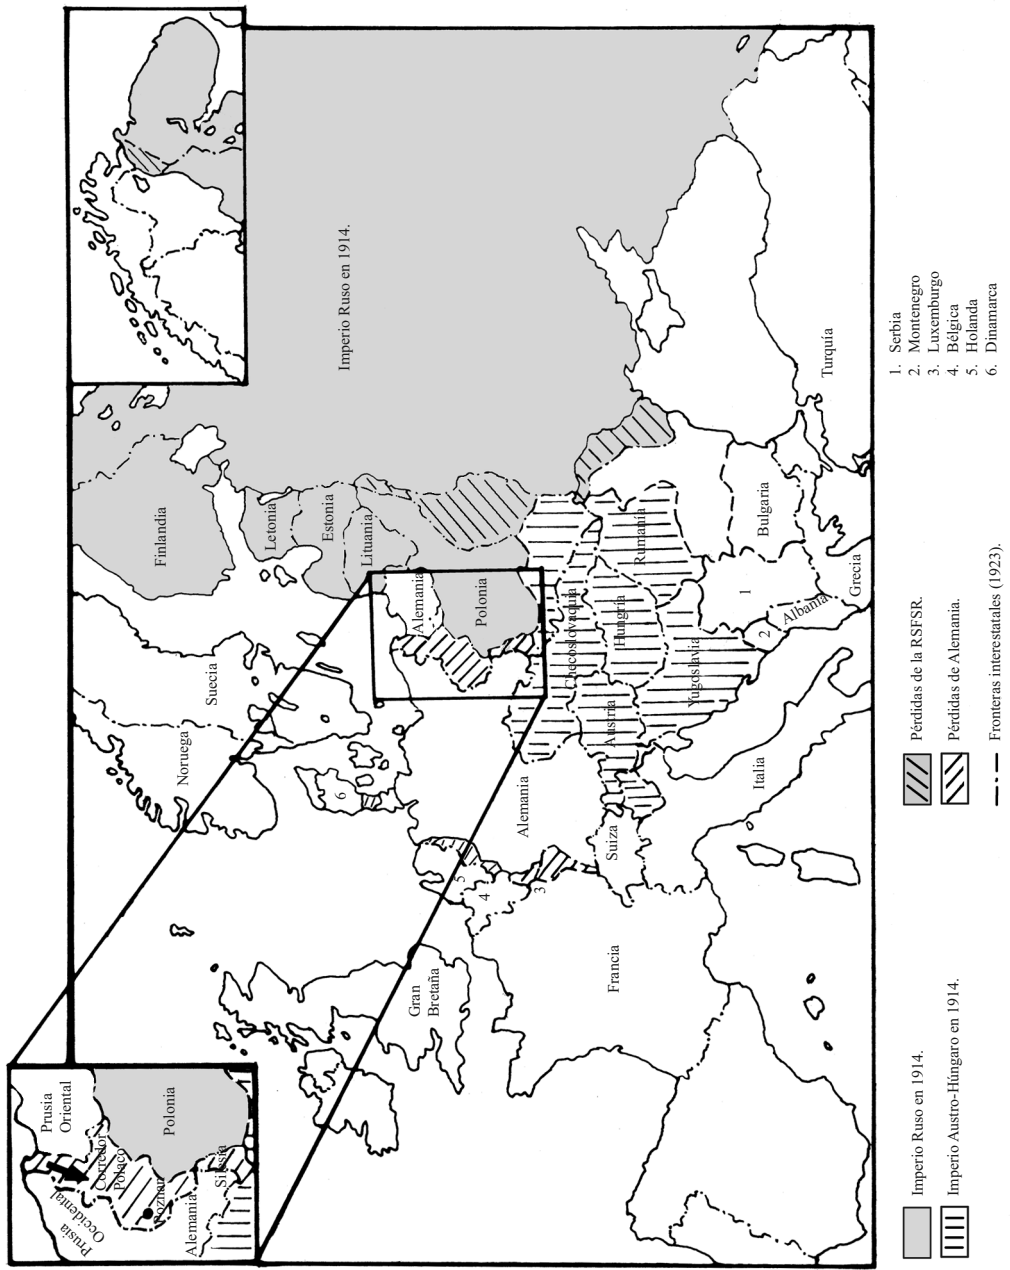 Prusia
Oriental
Corredor
Polaco
Polonia
Prusia
Occidental
Poznan
Alemania
Silesia
Imperio Ruso en 1914.
Finlandia
Letonia
Estonia
Lituania
Suecia
Noruega
Alemania
Polonia
6
Gran
Bretaña
5
4
3
Alemania
Checoslovaquia
Austria
Hungría
Rumanía
Suiza
Francia
Yugoslavia
Italia
1
2
Bulgaria
Albania
Grecia
Turquía
Imperio Ruso en 1914.
Imperio Austro-Hungaro en 1914.
Pérdidas de la RSFSR.
Pérdidas de Alemania.
Fronteras interestatales (1923).
1. Serbia
2. Montenegro
3. Luxemburgo
4. Bélgica
5. Holanda
6. Dinamarca